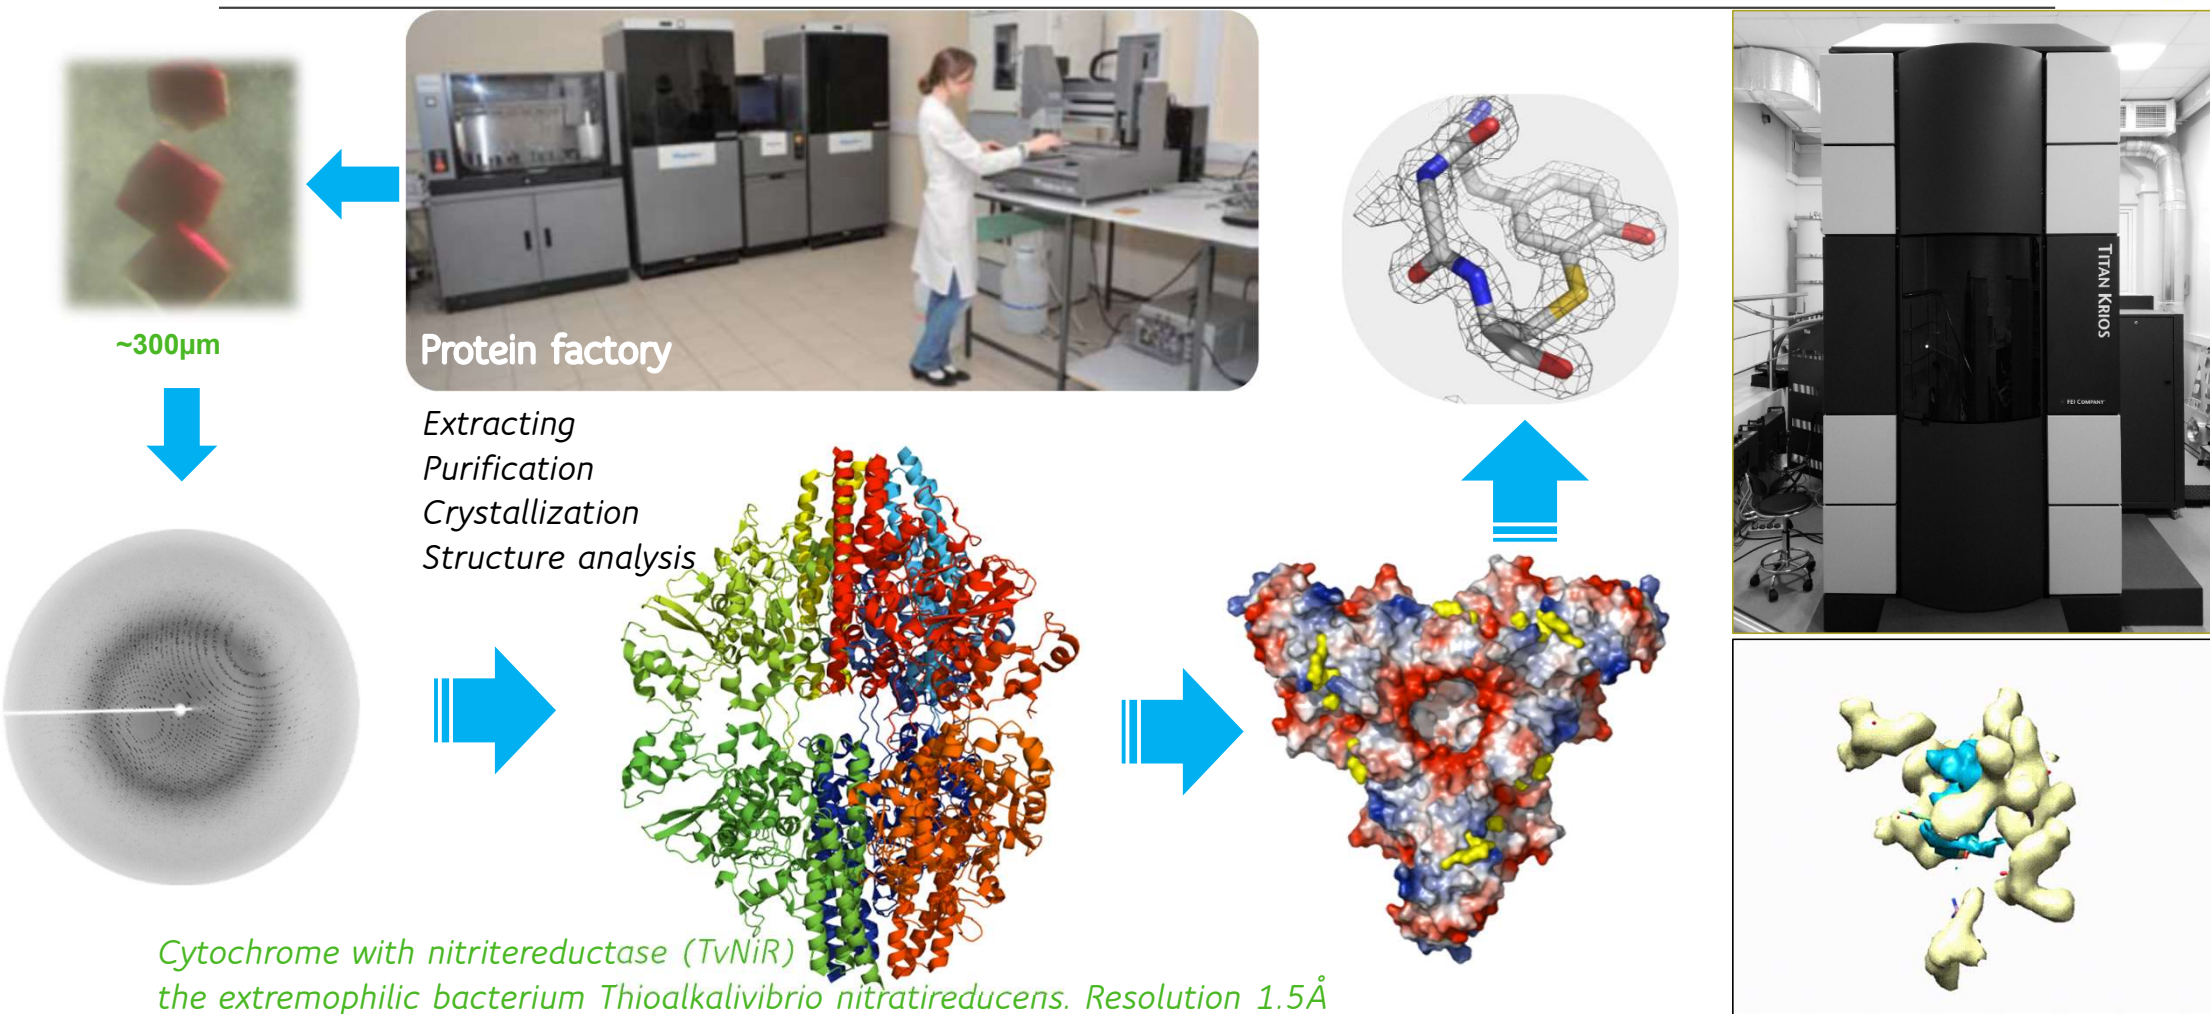 Protein factory
~300µm
Extracting
Purification
Crystallization
Structure analysis
TITAN KRIOS
FEI COMPANY
Cytochrome with nitritereductase (TvNiR)
the extremophilic bacterium Thioalkalivibrio nitratireducens. Resolution 1.5Å